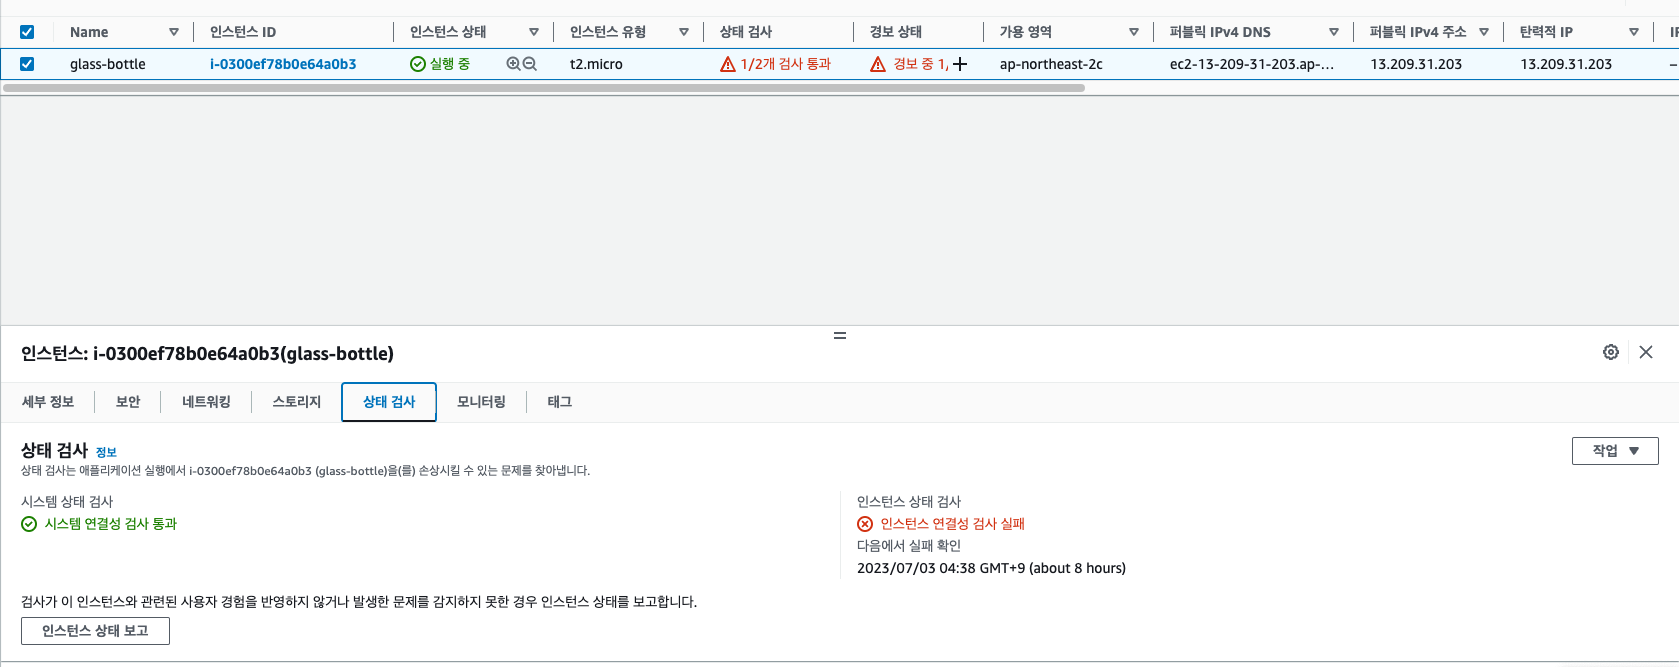 Name 인스턴스 ID 인스턴스 상태 인스턴스 유형 상태 검사 경보 상태 가용 영역 퍼블릭 IPv4 DNS 퍼블릭 IPv4 주소 탄력적 IP
glass-bottle i-0300ef78b0e64a0b3 실행 중 t2.micro 1/2개 검사 통과 경보 중 1/ ap-northeast-2c ec2-13-209-31-203.ap-... 13.209.31.203 13.209.31.203 –
인스턴스: i-0300ef78b0e64a0b3(glass-bottle)
세부 정보 보안 네트워킹 스토리지 상태 검사 모니터링 태그
상태 검사 정보 작업
상태 검사는 애플리케이션 실행에서 i-0300ef78b0e64a0b3 (glass-bottle)을(를) 손상시킬 수 있는 문제를 찾아냅니다.
시스템 상태 검사
시스템 연결성 검사 통과
인스턴스 상태 검사
인스턴스 연결성 검사 실패
다음에서 실패 확인
2023/07/03 04:38 GMT+9 (about 8 hours)
검사가 이 인스턴스와 관련된 사용자 경험을 반영하지 않거나 발생한 문제를 감지하지 못한 경우 인스턴스 상태를 보고합니다.
인스턴스 상태 보고